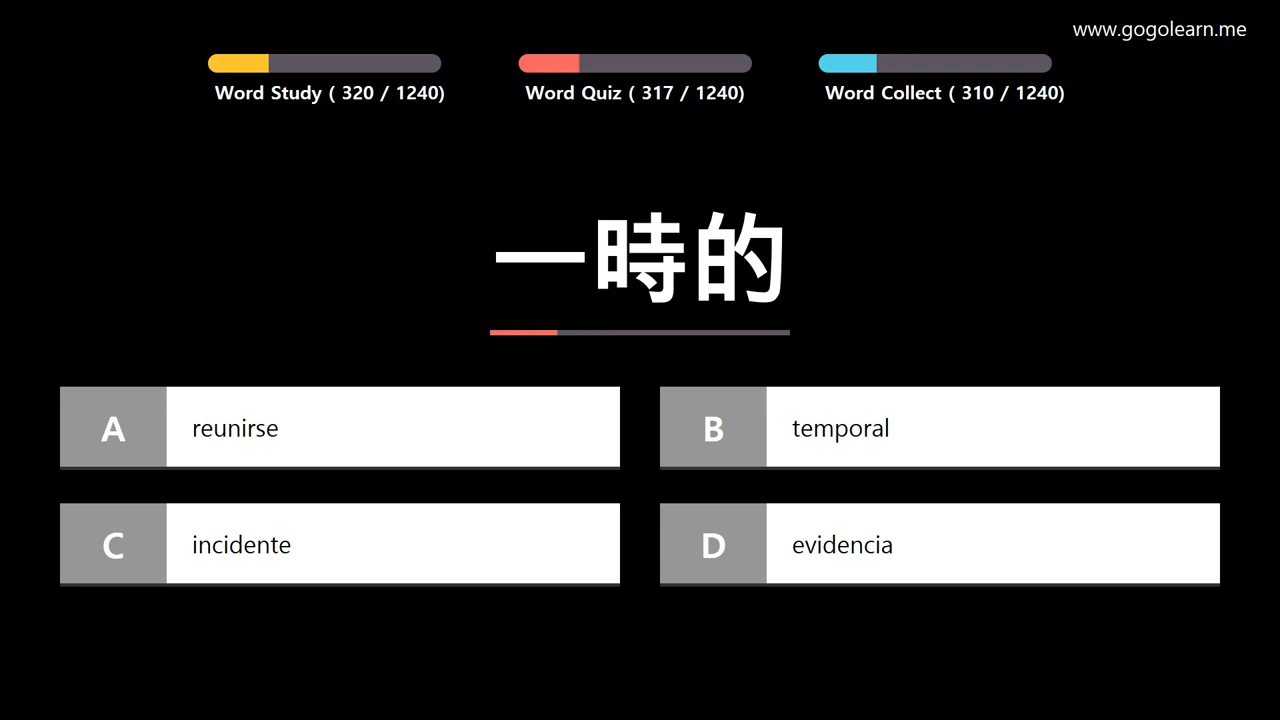 www.gogolearn.me
Word Study ( 320 / 1240)
Word Quiz ( 317 / 1240)
Word Collect ( 310 / 1240)
一時的
A reunirse
B temporal
C incidente
D evidencia